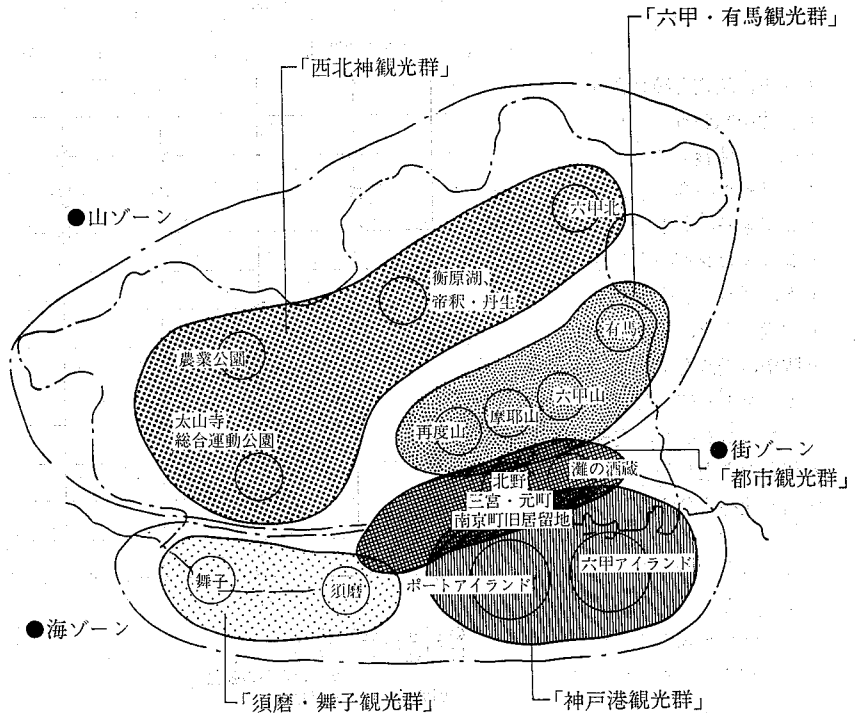 「六甲・有馬観光群」
「西北神観光群」
●山ゾーン
六甲北
衡原湖、
帝釈・丹生
有馬
農業公園
六甲山
摩耶山
再度山
太山寺
総合運動公園
●街ゾーン
「都市観光群」
灘の酒蔵
北野
三宮・元町
南京町旧居留地
六甲アイランド
ポートアイランド
舞子
須磨
●海ゾーン
「須磨・舞子観光群」
「神戸港観光群」